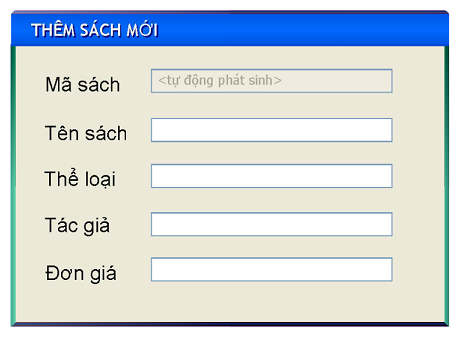 THÊM SÁCH MỚI
Mã sách
<tự động phát sinh>
Tên sách
Thể loại
Tác giả
Đơn giá